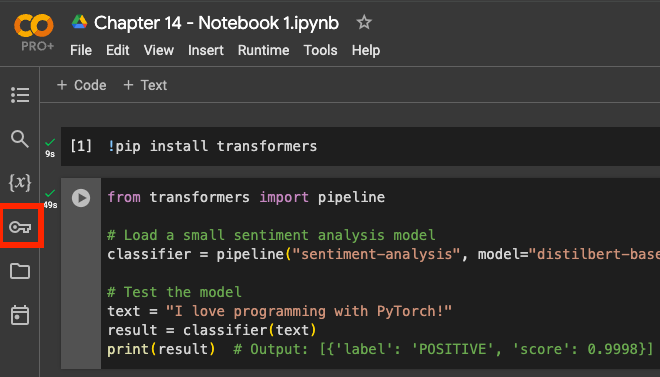 Chapter 14 - Notebook 1.ipynb
PRO+
File Edit View Insert Runtime Tools Help
+ Code + Text
{x}
9s
[1] !pip install transformers
49s
from transformers import pipeline
# Load a small sentiment analysis model
classifier = pipeline("sentiment-analysis", model="distilbert-base
# Test the model
text = "I love programming with PyTorch!"
result = classifier(text)
print(result) # Output: [{'label': 'POSITIVE', 'score': 0.9998}]